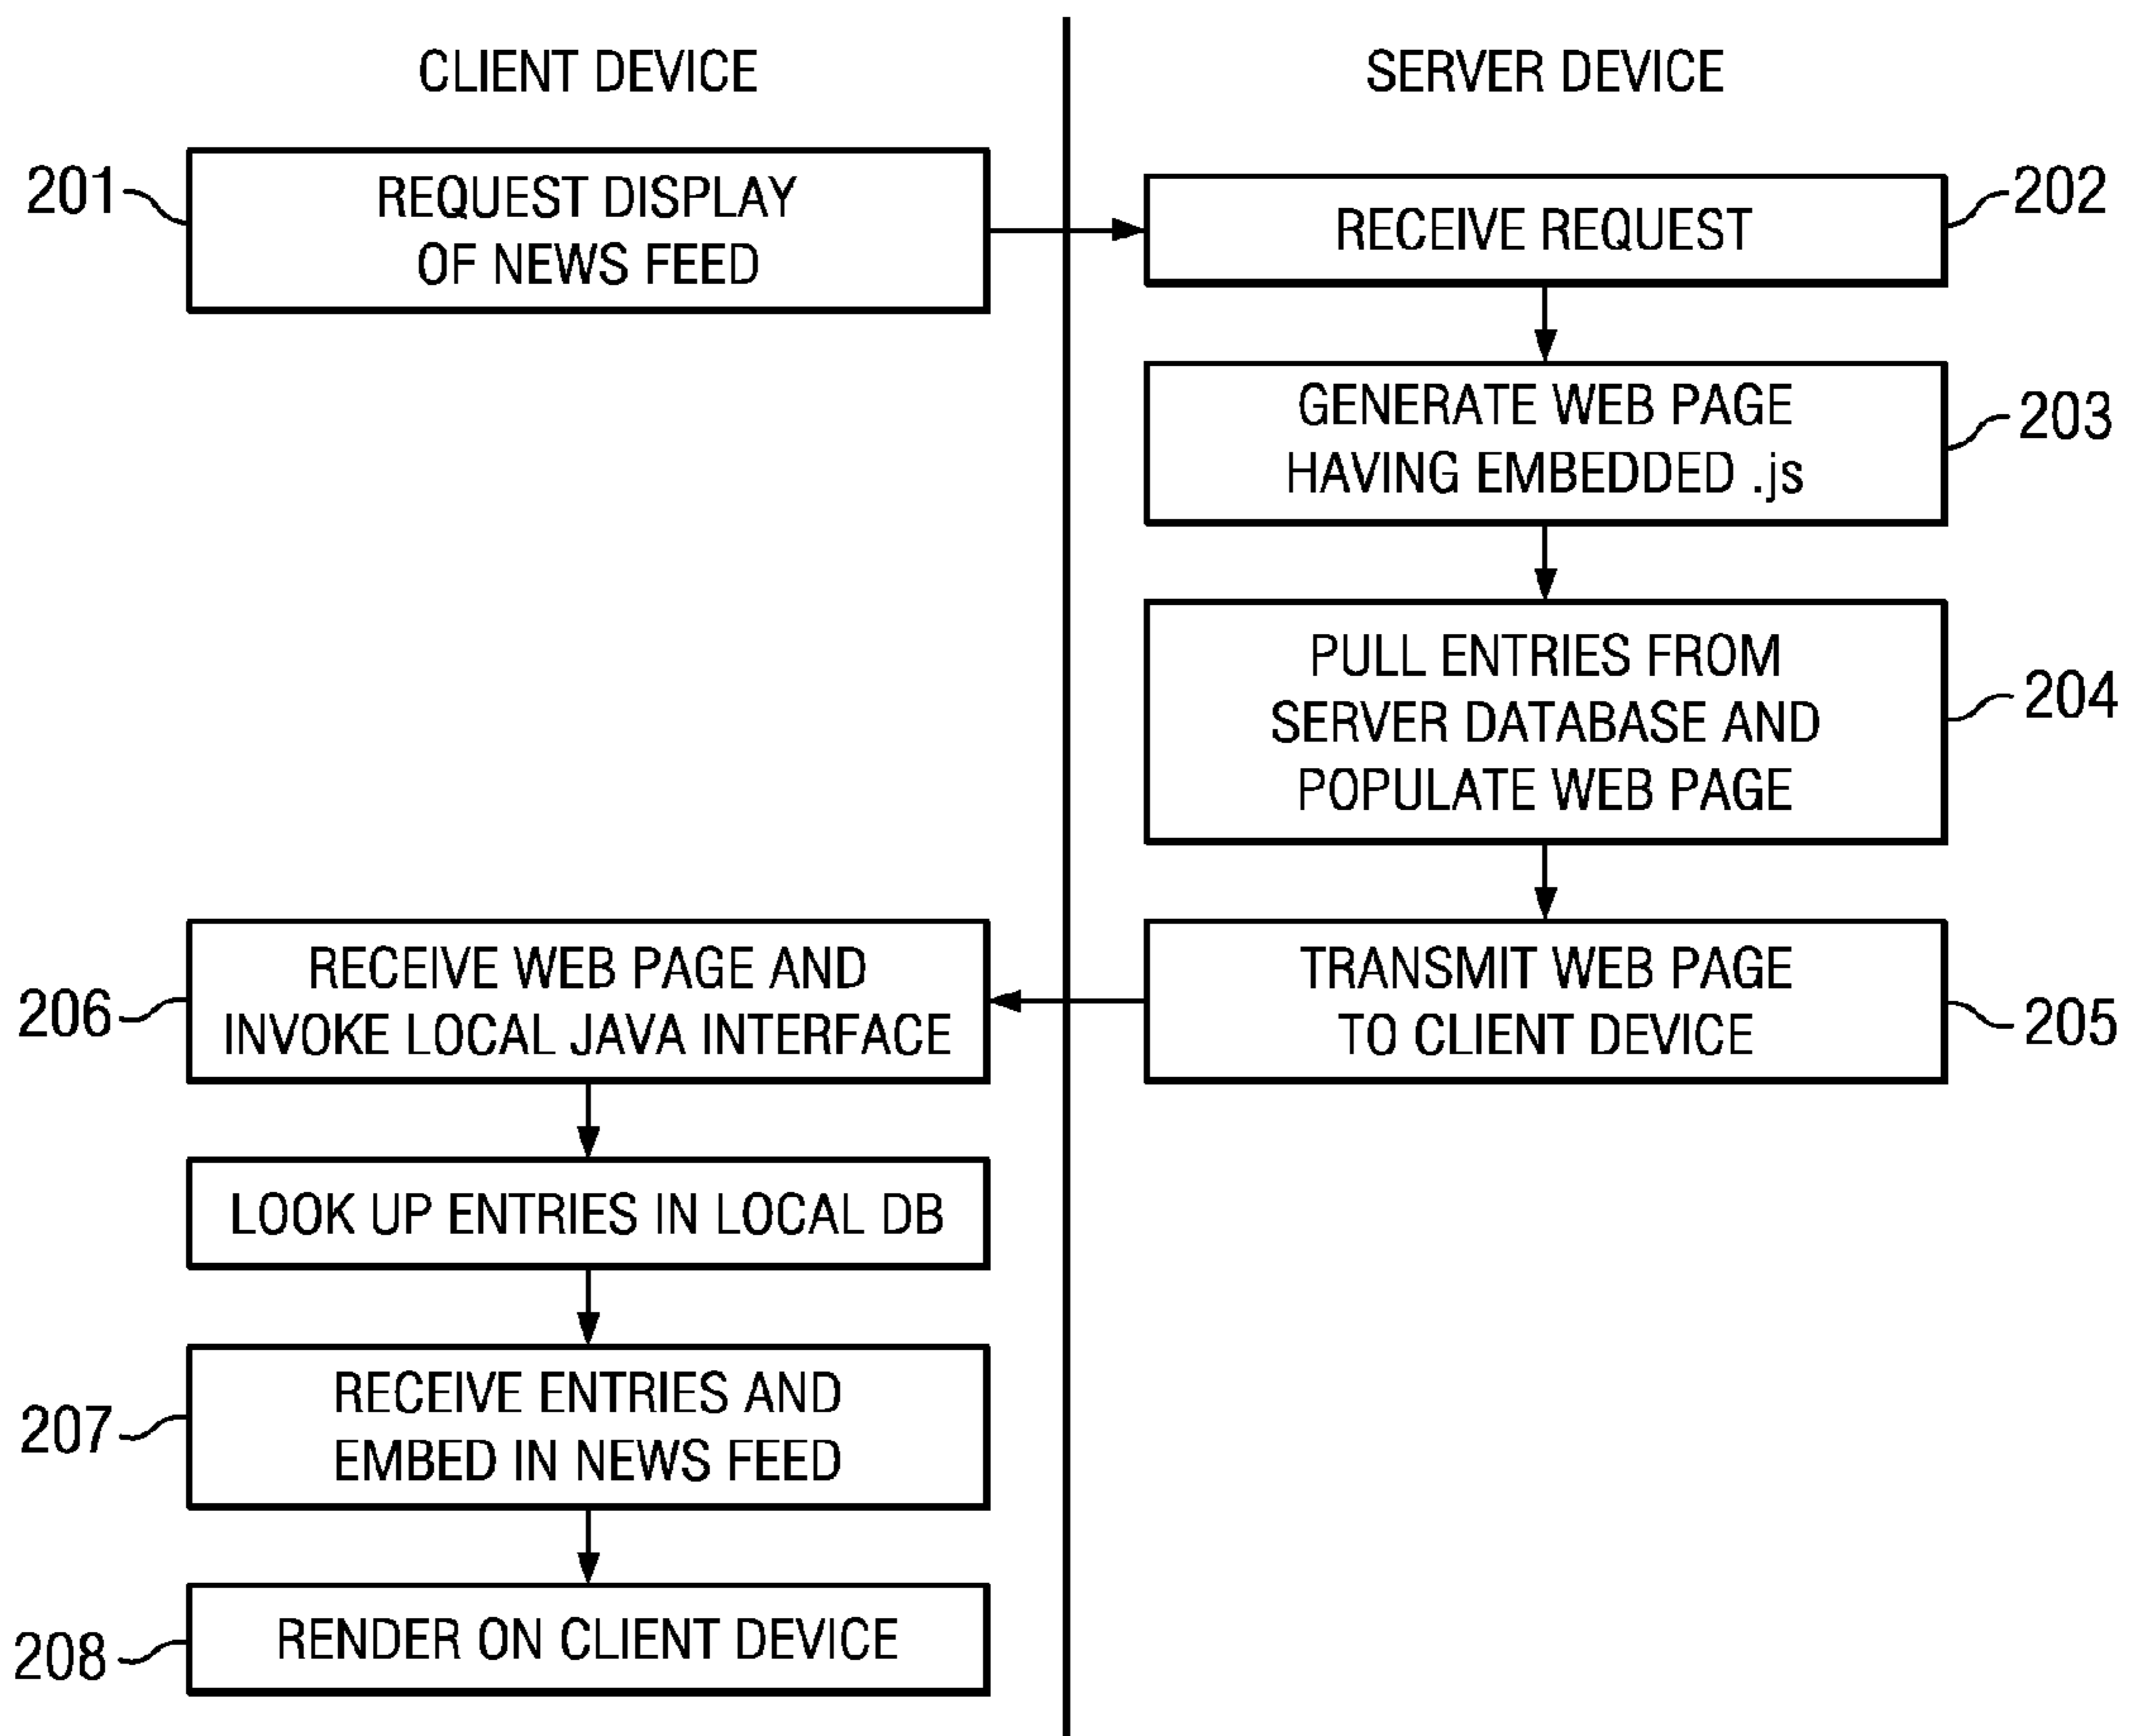 CLIENT DEVICE
SERVER DEVICE
201
REQUEST DISPLAY
OF NEWS FEED
RECEIVE REQUEST
202
GENERATE WEB PAGE
HAVING EMBEDDED .js
203
PULL ENTRIES FROM
SERVER DATABASE AND
POPULATE WEB PAGE
204
TRANSMIT WEB PAGE
TO CLIENT DEVICE
205
206
RECEIVE WEB PAGE AND
INVOKE LOCAL JAVA INTERFACE
LOOK UP ENTRIES IN LOCAL DB
207
RECEIVE ENTRIES AND
EMBED IN NEWS FEED
208
RENDER ON CLIENT DEVICE